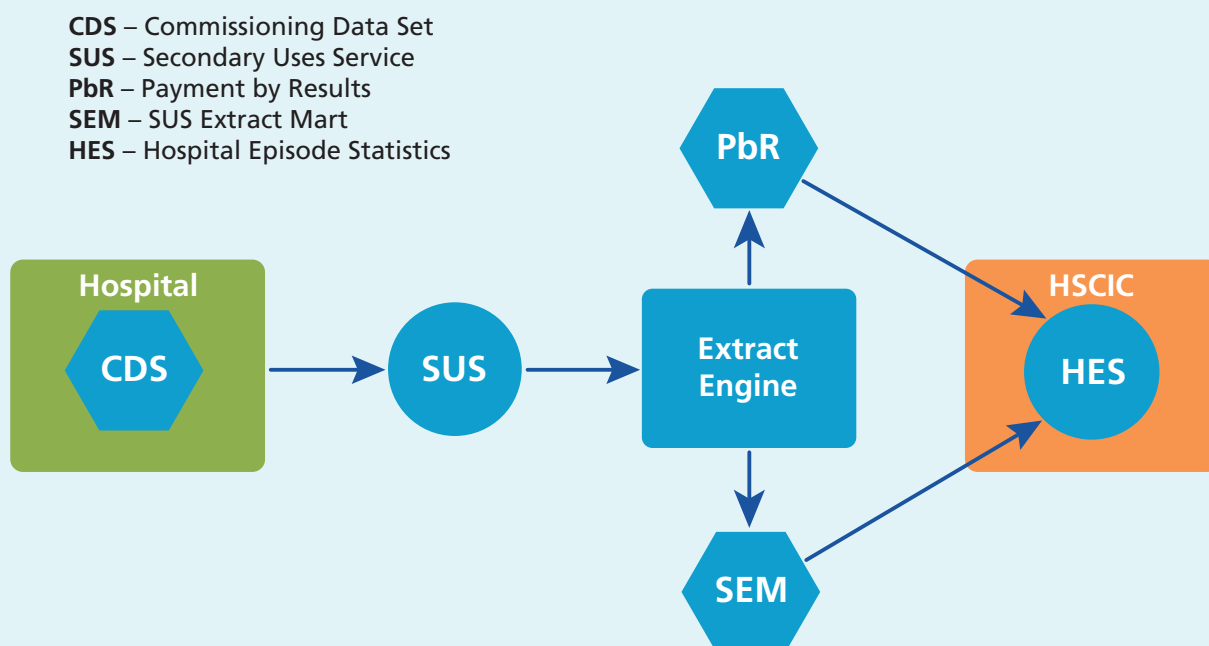 CDS – Commissioning Data Set
SUS – Secondary Uses Service
PbR – Payment by Results
SEM – SUS Extract Mart
HES – Hospital Episode Statistics
PbR
Hospital
CDS
SUS
Extract
Engine
HSCIC
HES
SEM